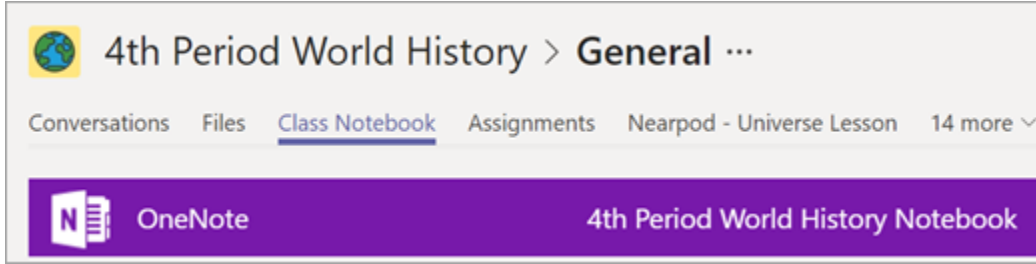 4th Period World History > General ...
Conversations Files Class Notebook Assignments Nearpod - Universe Lesson 14 more
N OneNote 4th Period World History Notebook